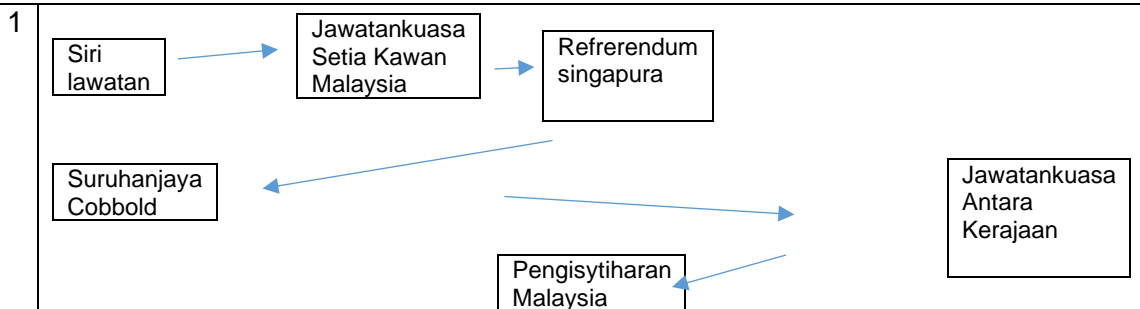 1
Siri
lawatan
Jawatankuasa
Setia Kawan
Malaysia
Refrerendum
singapura
Suruhanjaya
Cobbold
Jawatankuasa
Antara
Kerajaan
Pengisytiharan
Malaysia